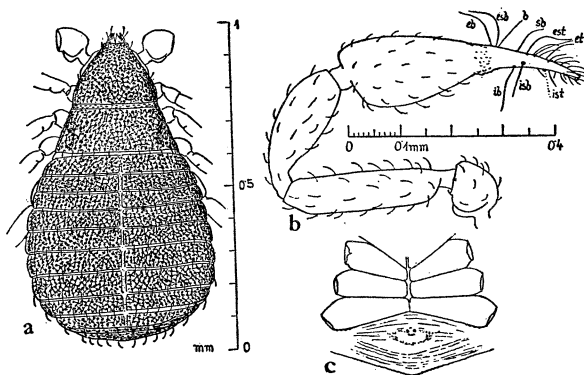 1
eb esb b sb est et
ib isb ist
0 0.1mm 0.4
0.5
b
a
mm 0
c